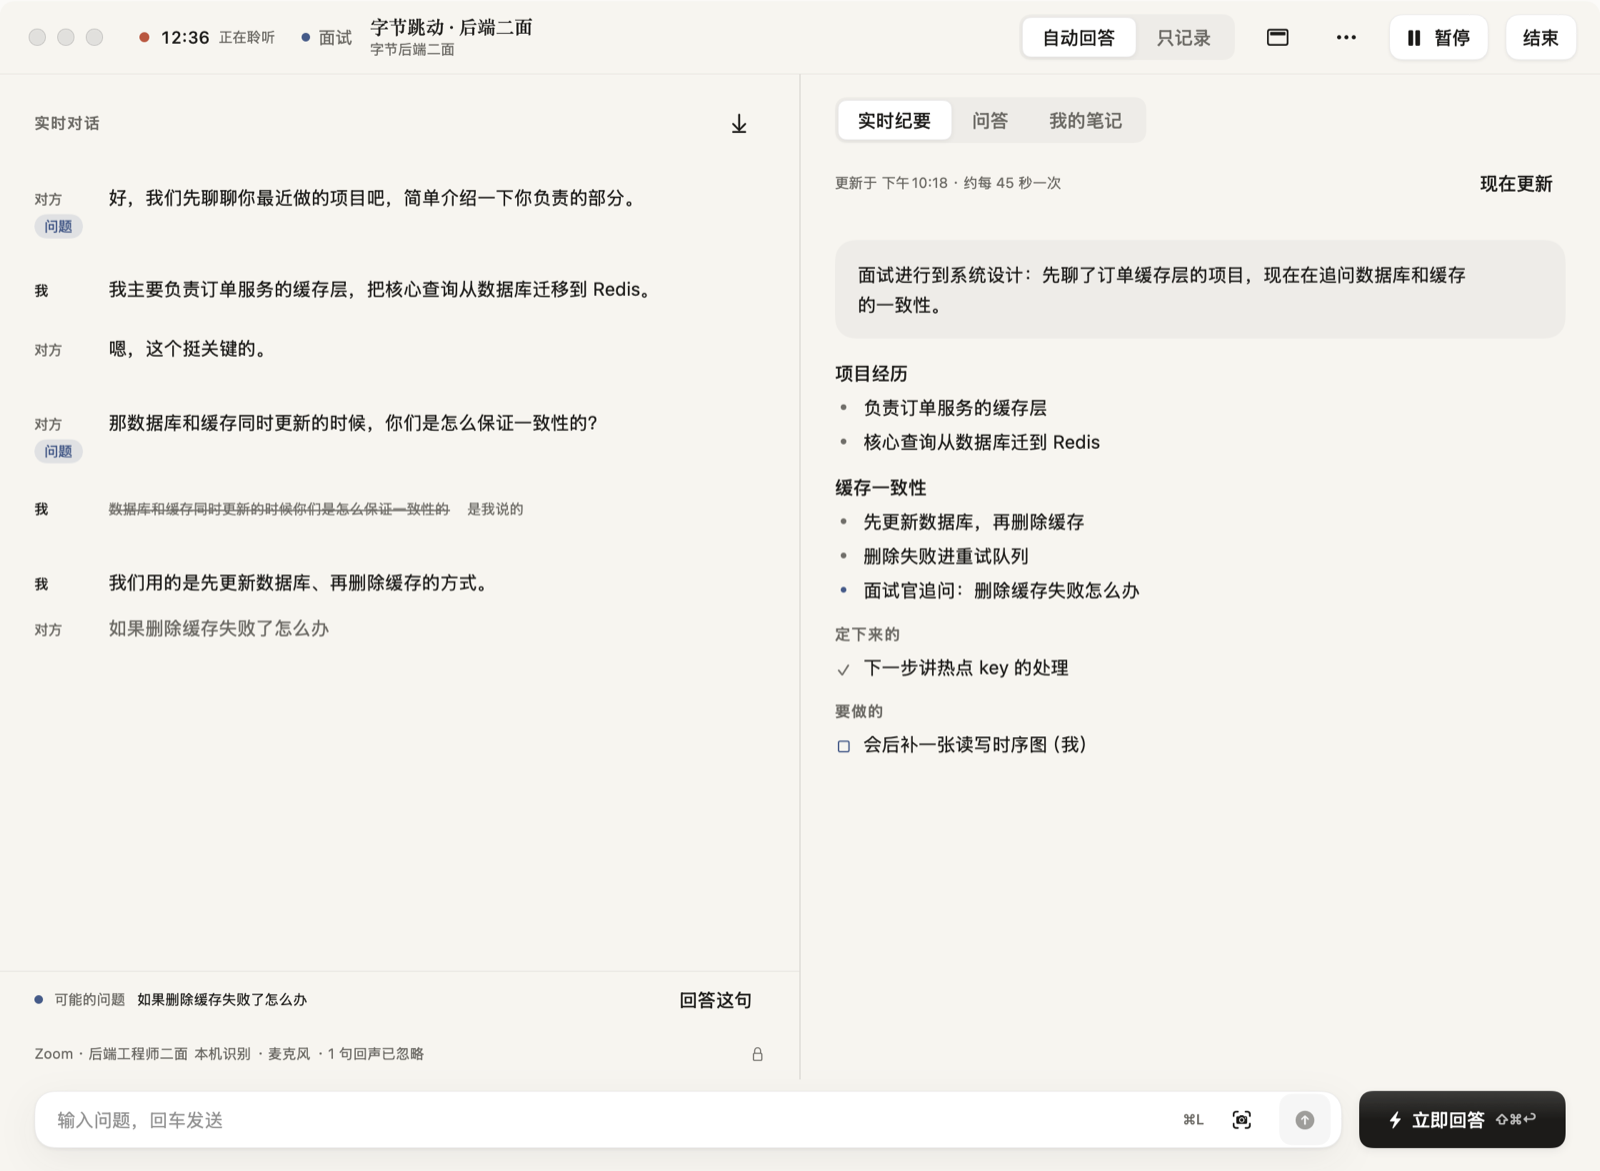 12:36 正在聆听 面试 字节跳动 · 后端二面
字节后端二面
自动回答 只记录 暂停 结束
实时对话
对方 好，我们先聊聊你最近做的项目吧，简单介绍一下你负责的部分。
问题
我 我主要负责订单服务的缓存层，把核心查询从数据库迁移到 Redis。
对方 嗯，这个挺关键的。
对方 那数据库和缓存同时更新的时候，你们是怎么保证一致性的?
问题
我 数据库和缓存同时更新的时候你们是怎么保证一致性的 是我说的
我 我们用的是先更新数据库、再删除缓存的方式。
对方 如果删除缓存失败了怎么办
可能的问题 如果删除缓存失败了怎么办 回答这句
Zoom · 后端工程师二面 本机识别 · 麦克风 · 1 句回声已忽略
实时纪要 问答 我的笔记
更新于 下午10:18 · 约每 45 秒一次 现在更新
面试进行到系统设计：先聊了订单缓存层的项目，现在在追问数据库和缓存
的一致性。
项目经历
• 负责订单服务的缓存层
• 核心查询从数据库迁到 Redis
缓存一致性
• 先更新数据库，再删除缓存
• 删除失败进重试队列
• 面试官追问：删除缓存失败怎么办
定下来的
✓ 下一步讲热点 key 的处理
要做的
会后补一张读写时序图（我）
输入问题，回车发送 ⌘L
立即回答 ⇧⌘↩